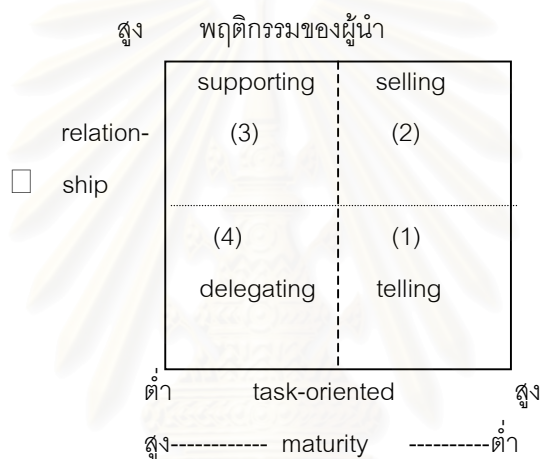 สูง พฤติกรรมของผู้นำ
supporting selling
relation- (3) (2)
ship
(4) (1)
delegating telling
ต่ำ task-oriented สูง
สูง----------- maturity ----------ต่ำ